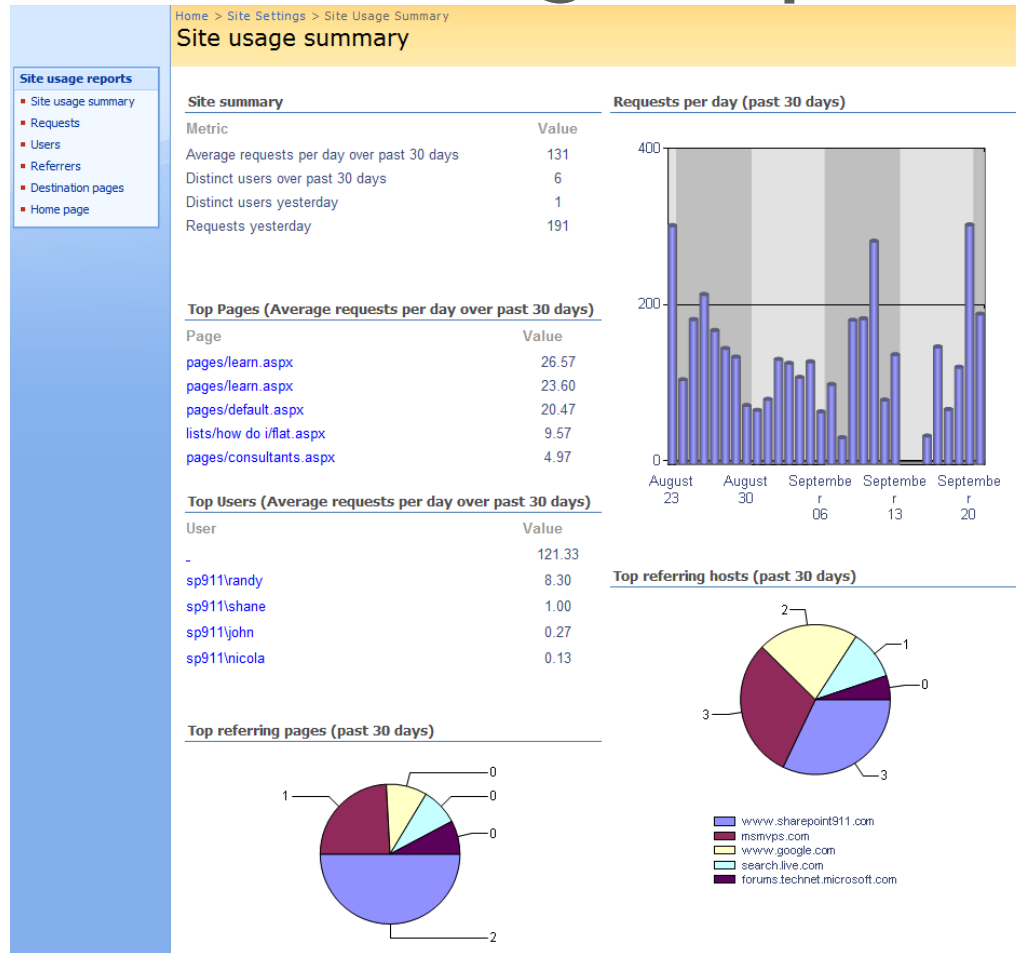 Home > Site Settings > Site Usage Summary
Site usage summary
Site usage reports
Site usage summary
Requests
Users
Referrers
Destination pages
Home page
Site summary
Metric Value
Average requests per day over past 30 days 131
Distinct users over past 30 days 6
Distinct users yesterday 1
Requests yesterday 191
Top Pages (Average requests per day over past 30 days)
Page Value
pages/learn.aspx 26.57
pages/learn.aspx 23.60
pages/default.aspx 20.47
lists/how do i/flat.aspx 9.57
pages/consultants.aspx 4.97
Top Users (Average requests per day over past 30 days)
User Value
_ 121.33
sp911\randy 8.30
sp911\shane 1.00
sp911\john 0.27
sp911\nicola 0.13
Top referring pages (past 30 days)
0
1 0
0
2
Requests per day (past 30 days)
400
200
0
August August Septembe Septembe Septembe
23 30 r r r
06 13 20
Top referring hosts (past 30 days)
2
1
0
3
3
www.sharepoint911.com
msmvps.com
www.google.com
search.live.com
forums.technet.microsoft.com